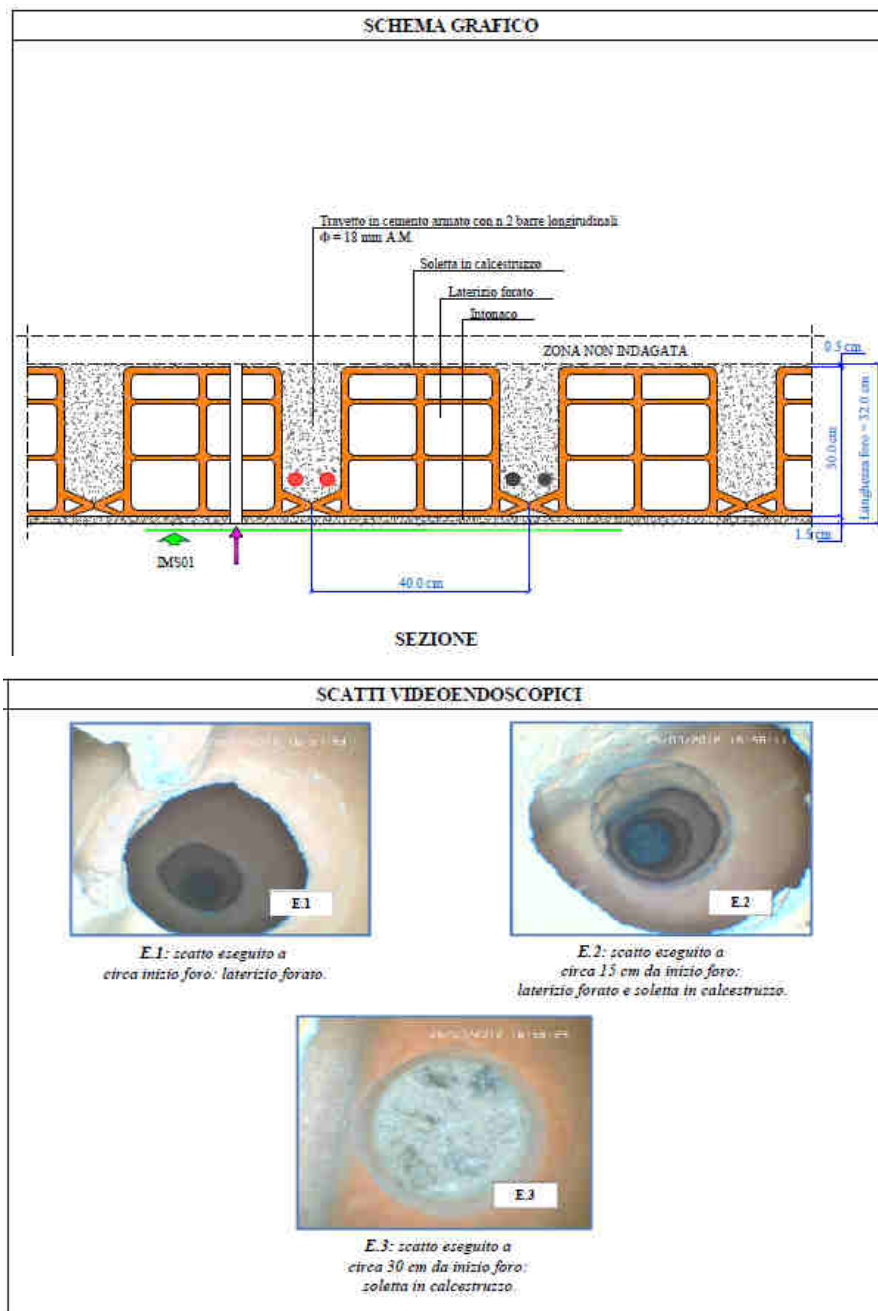 SCHEMA GRAFICO
Travetto in cemento armato con n.2 barre longitudinali
Φ = 18 mm A.M.
Soletta in calcestruzzo
Laterizio forato
Intonaco
ZONA NON INDAGATA
0.5 cm
30.0 cm
Lunghezza foro = 32.0 cm
1.5 cm
IMS01
40.0 cm
SEZIONE
SCATTI VIDEOENDOSCOPICI
E.1
E.2
E.1: scatto eseguito a
circa inizio foro: laterizio forato.
E.2: scatto eseguito a
circa 15 cm da inizio foro:
laterizio forato e soletta in calcestruzzo.
E.3
E.3: scatto eseguito a
circa 30 cm da inizio foro:
soletta in calcestruzzo.